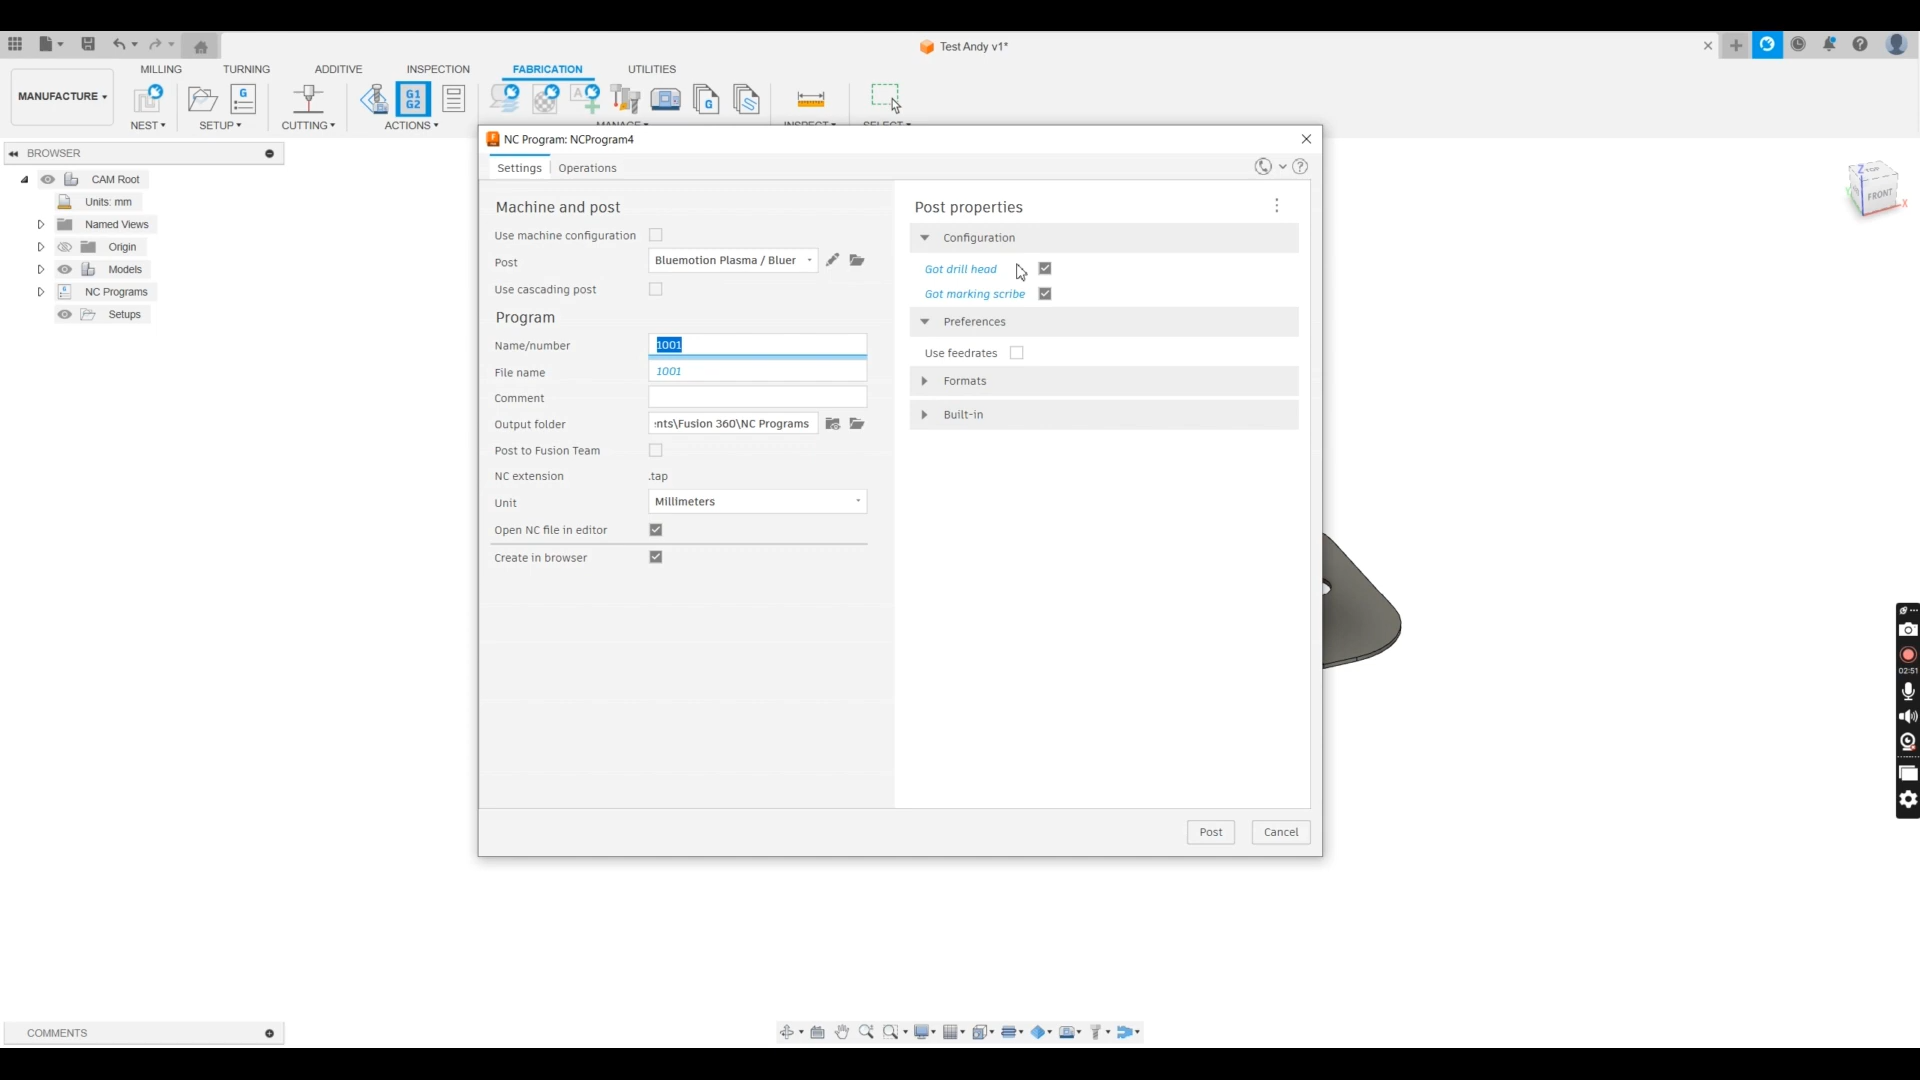 Test Andy v1*
MILLING TURNING ADDITIVE INSPECTION FABRICATION UTILITIES
MANUFACTURE
NEST SETUP CUTTING ACTIONS
NC Program: NCProgram4
BROWSER
CAM Root
Units: mm
Named Views
Origin
Models
NC Programs
Setups
Settings Operations
Machine and post
Use machine configuration
Post Bluemotion Plasma / Bluer
Use cascading post
Program
Name/number 1001
File name 1001
Comment
Output folder :nts\Fusion 360\NC Programs
Post to Fusion Team
NC extension .tap
Unit Millimeters
Open NC file in editor
Create in browser
Post properties
Configuration
Got drill head
Got marking scribe
Preferences
Use feedrates
Formats
Built-in
Post Cancel
FRONT
02:51
COMMENTS